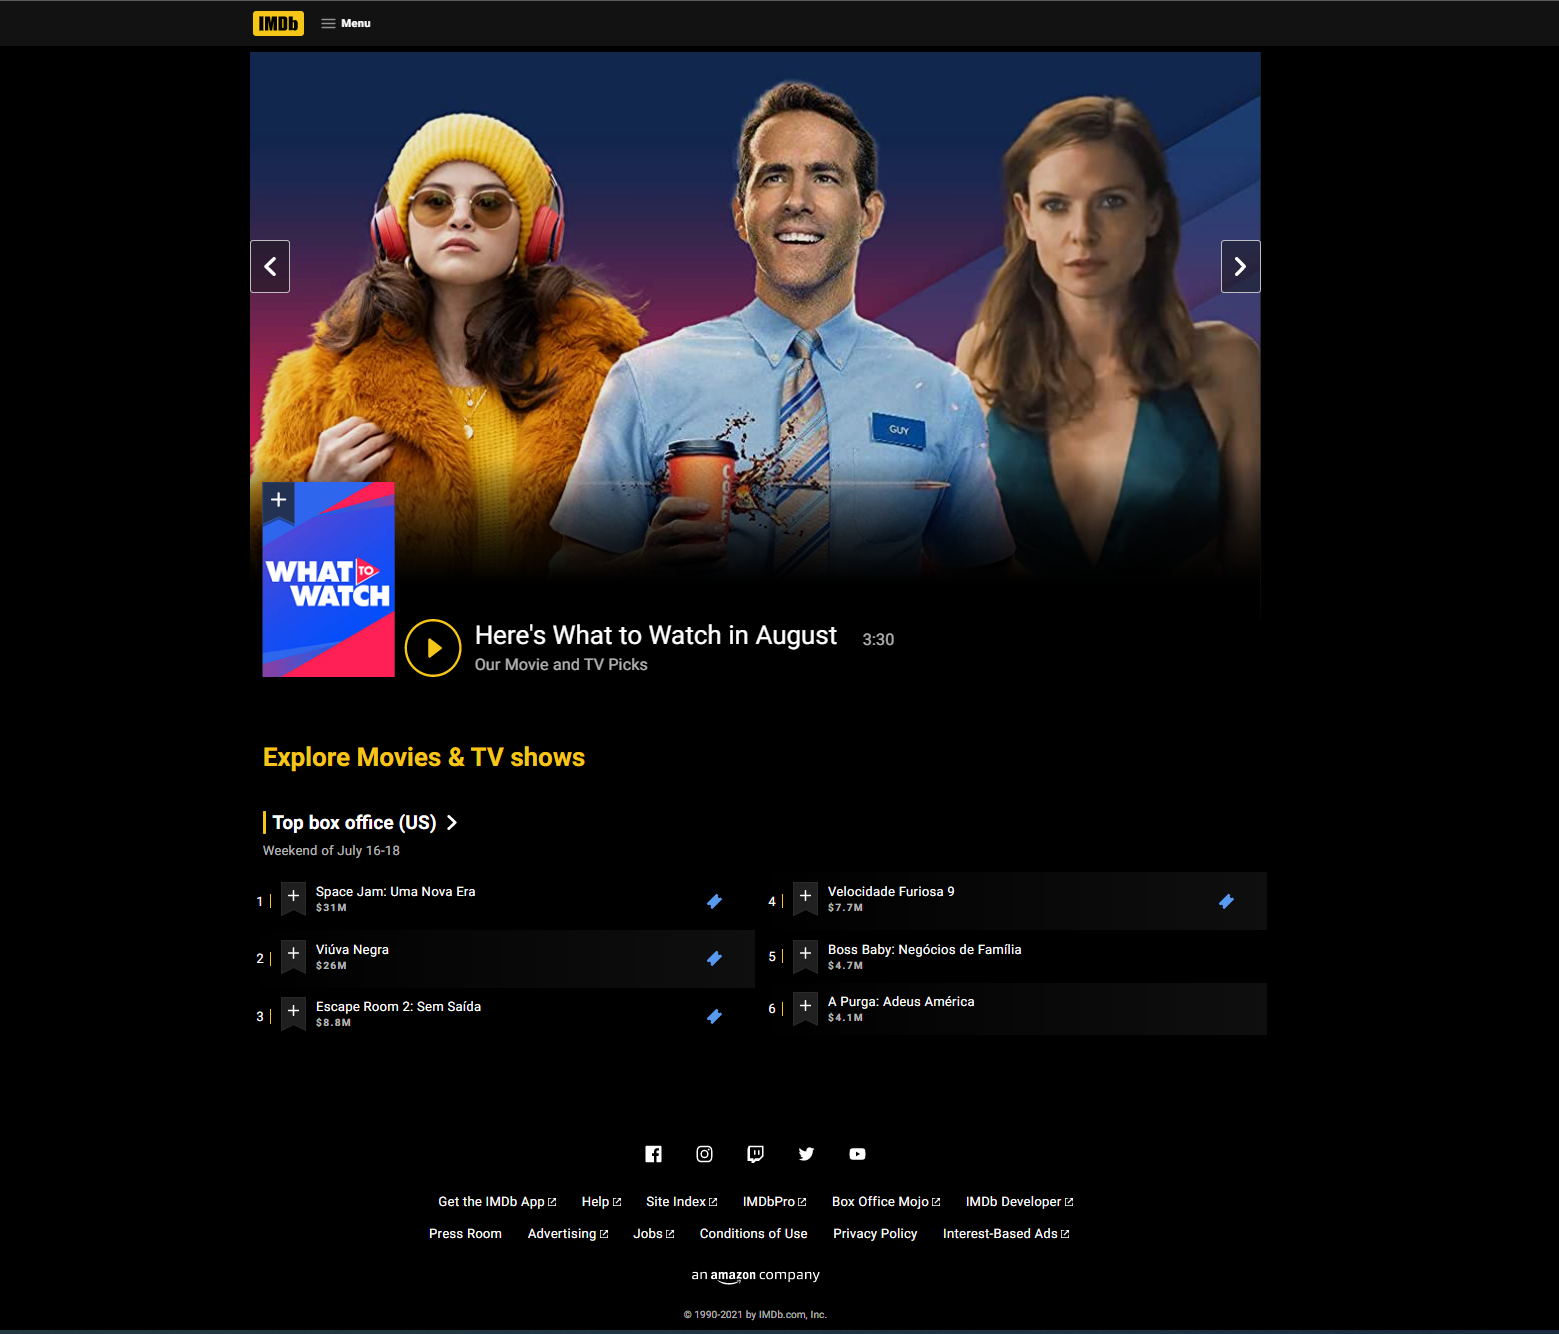 IMDb
Menu
GUY
COFF
WHAT TO
WATCH
Here's What to Watch in August 3:30
Our Movie and TV Picks
Explore Movies & TV shows
Top box office (US)
Weekend of July 16-18
1 Space Jam: Uma Nova Era
$31M
2 Viúva Negra
$26M
3 Escape Room 2: Sem Saída
$8.8M
4 Velocidade Furiosa 9
$7.7M
5 Boss Baby: Negócios de Família
$4.7M
6 A Purga: Adeus América
$4.1M
Get the IMDb App Help Site Index IMDbPro Box Office Mojo IMDb Developer
Press Room Advertising Jobs Conditions of Use Privacy Policy Interest-Based Ads
an amazon company
© 1990-2021 by IMDb.com, Inc.